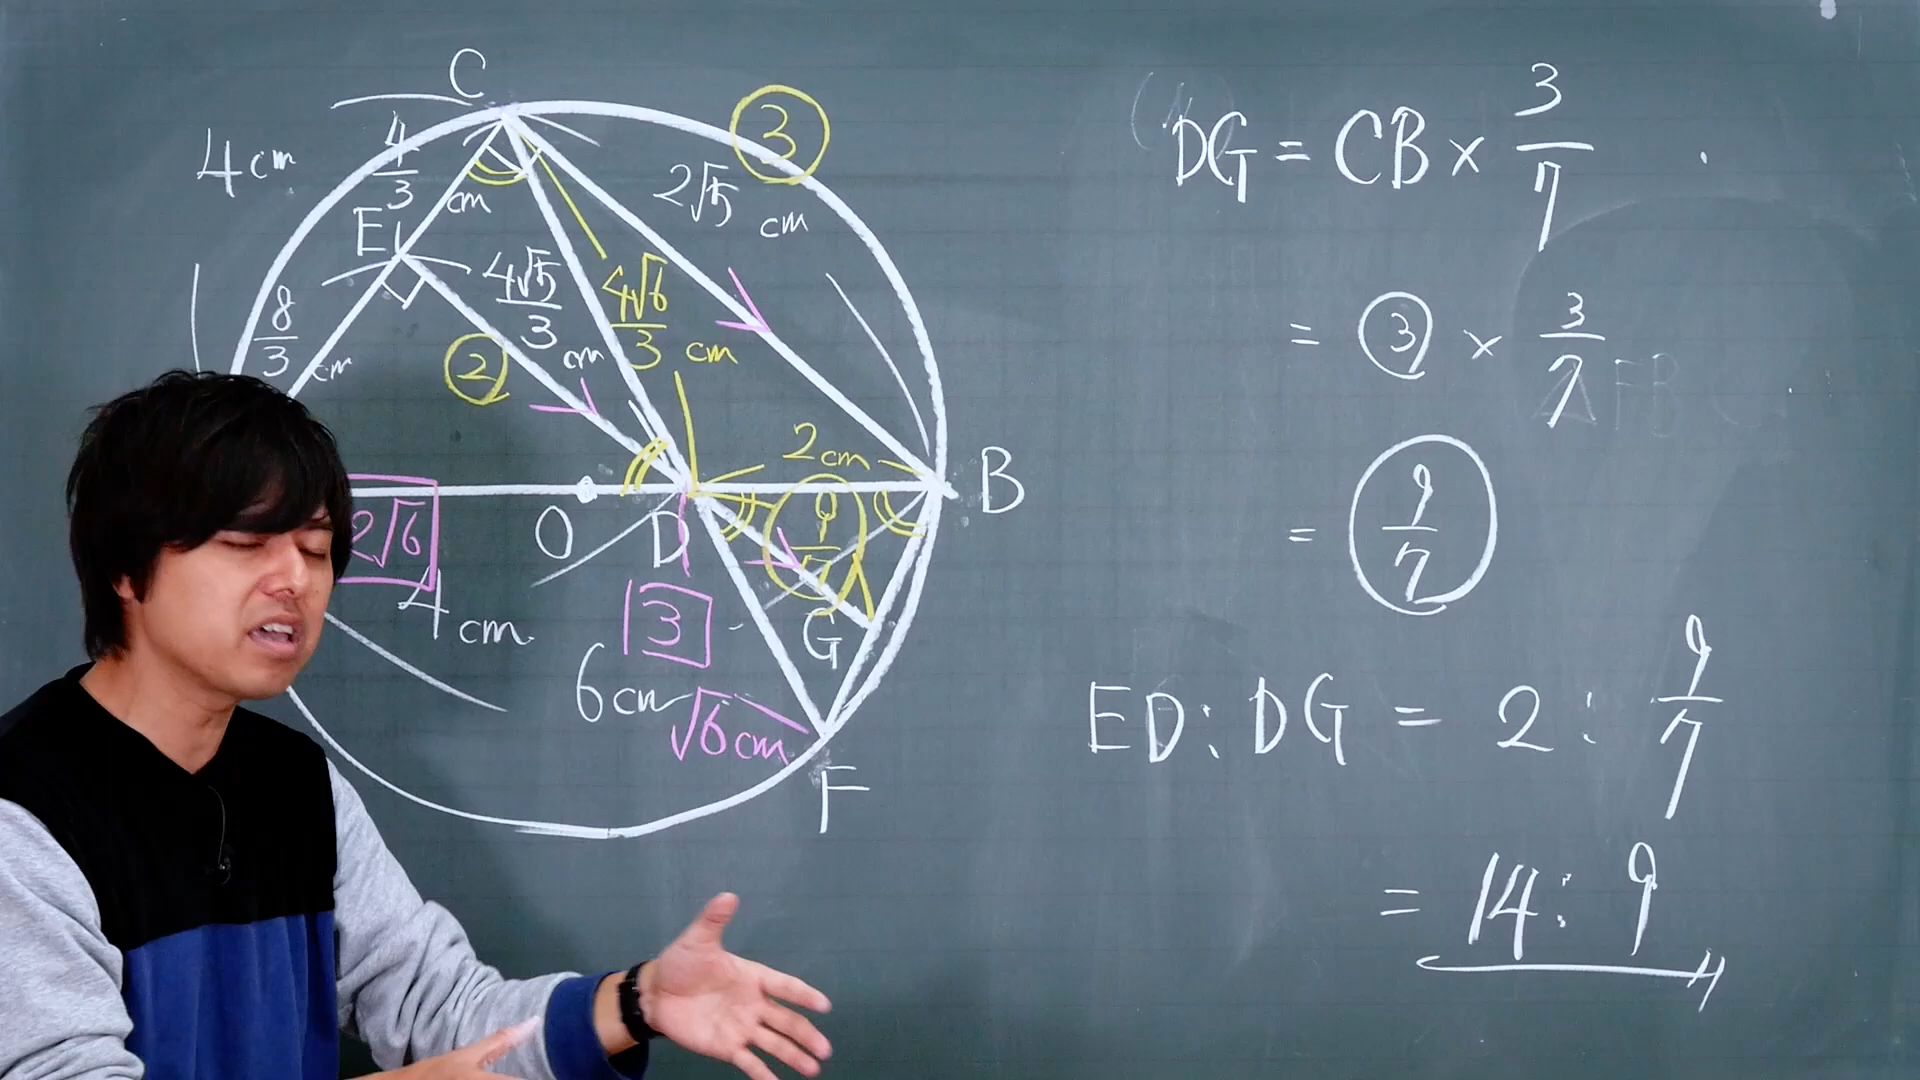 C
4cm
4/3 cm
③
2√5 cm
E
8/3 cm
4√5/3 cm
②
4√6/3 cm
2cm
B
O
D
9/7
2√6
4cm
3
G
6cm
√6cm
F
DG = CB × 3/7
= ③ × 3/7
= 9/7
ED : DG = 2 : 9/7
= 14 : 9